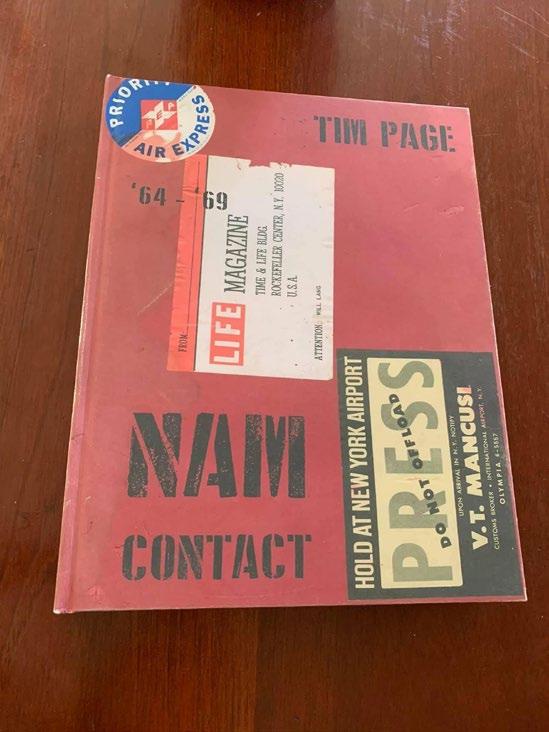 PRIORITY
AIR EXPRESS
TIM PAGE
'64 - '69
FROM:
LIFE
MAGAZINE
TIME & LIFE BLDG.
ROCKEFELLER CENTER, N.Y. 10020
U.S.A.
ATTENTION: WILL LANG
NAM
CONTACT
HOLD AT NEW YORK AIRPORT
PRESS
DO NOT OFFLOAD
UPON ARRIVAL IN N.Y. NOTIFY
V.T. MANCUSI
CUSTOMS BROKER • INTERNATIONAL AIRPORT, N.Y.
OLYMPIA 6-5867